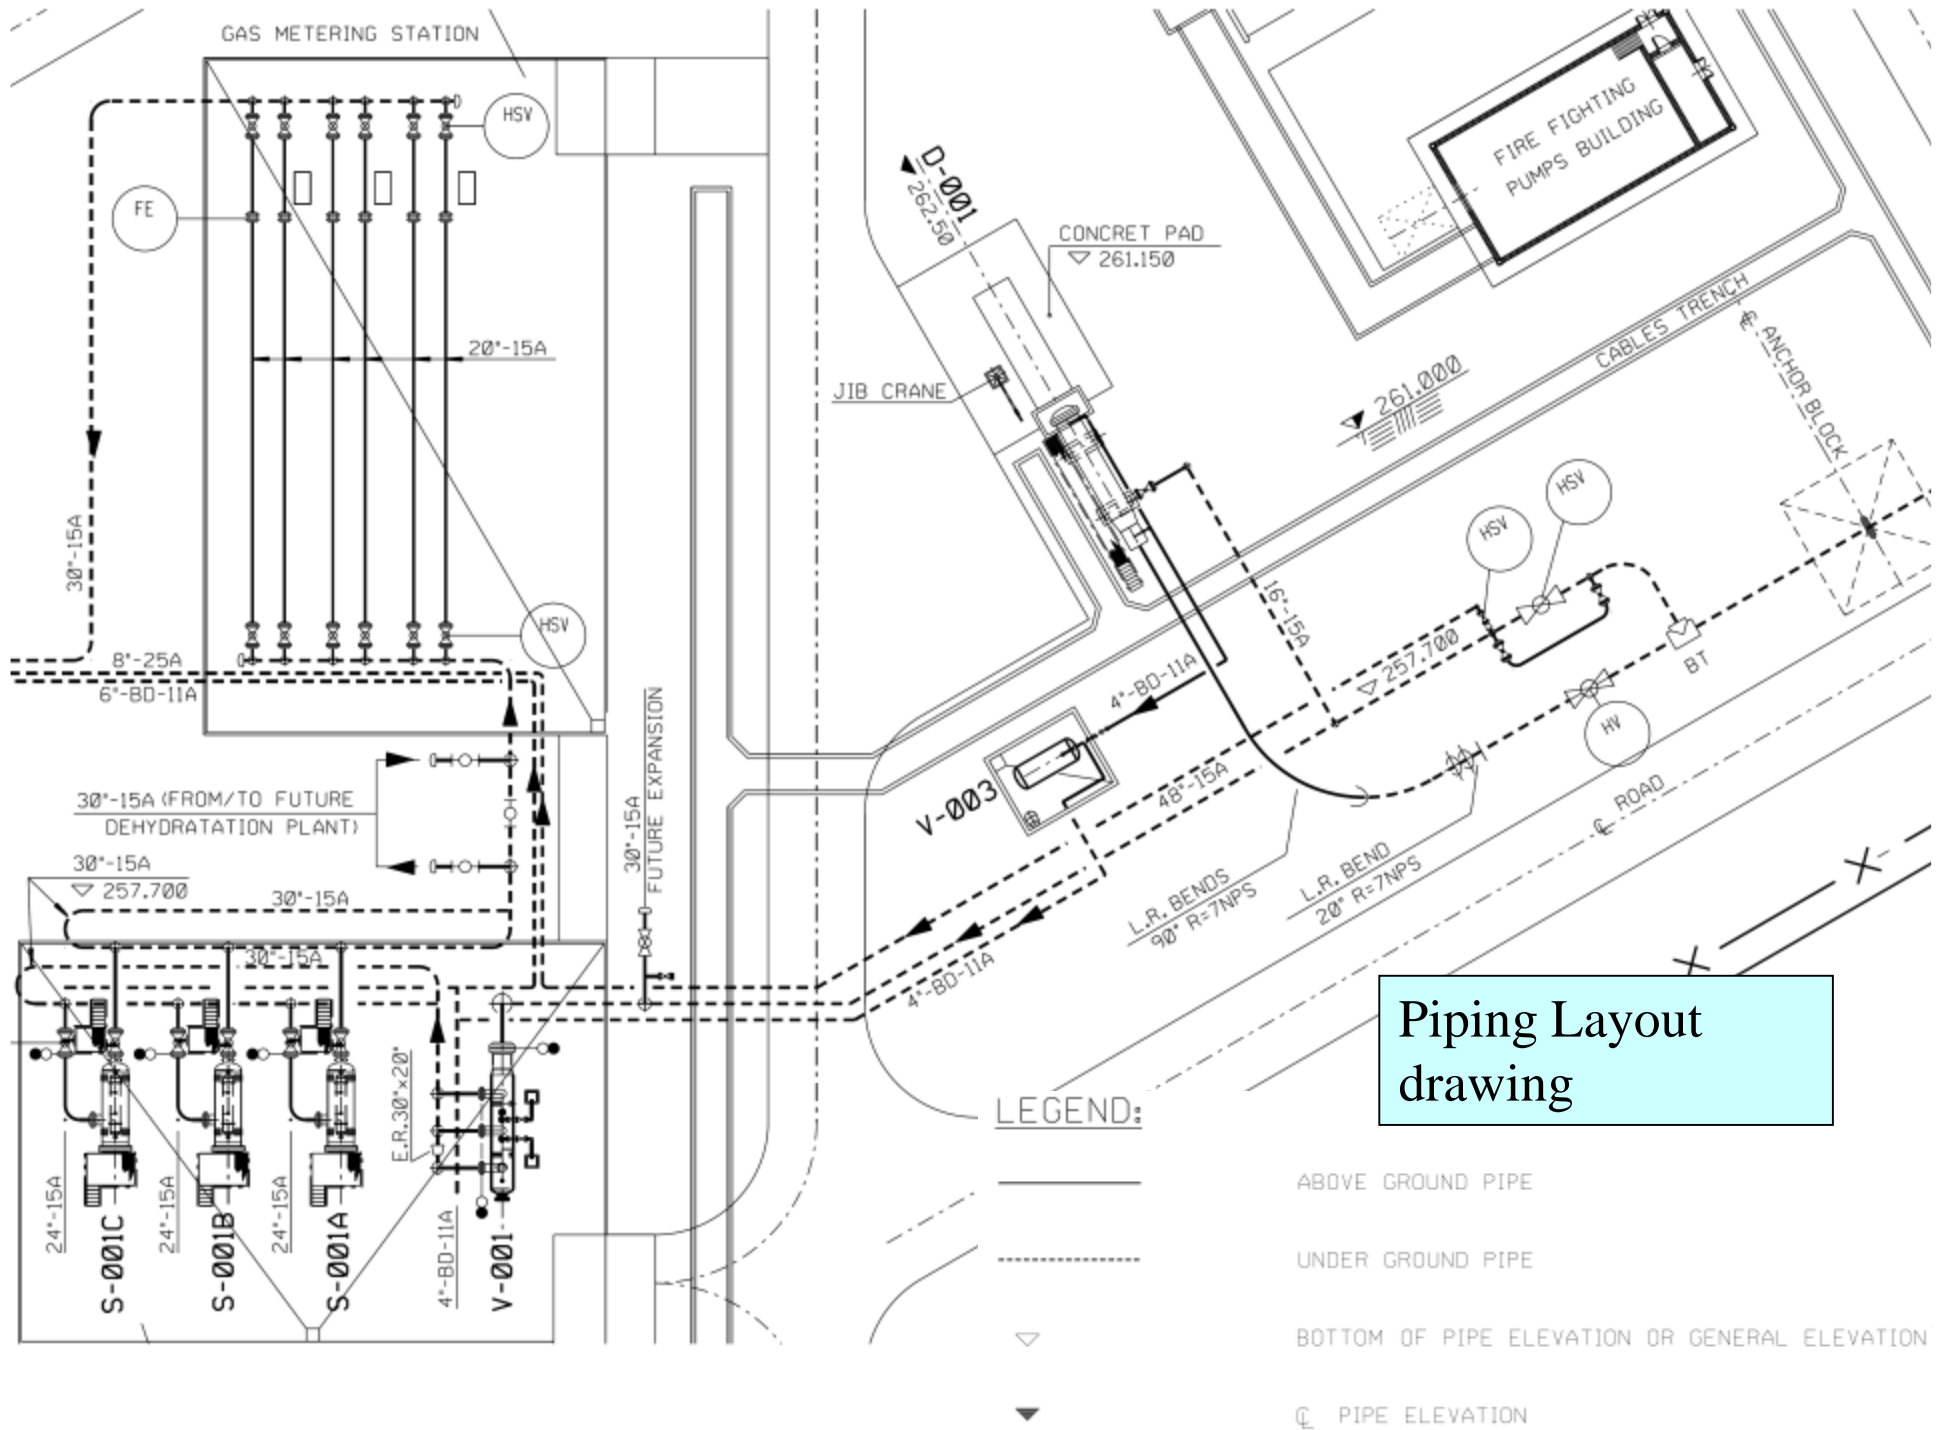 GAS METERING STATION
HSV
FE
20"-15A
30"-15A
HSV
8"-25A
6"-BD-11A
30"-15A (FROM/TO FUTURE
DEHYDRATATION PLANT)
30"-15A
257.700
30"-15A
30"-15A
30"-15A
FUTURE EXPANSION
E.R.30"x20"
24"-15A
S-001C
24"-15A
S-001B
24"-15A
S-001A
4"-BD-11A
V-001
D-001
262.50
CONCRET PAD
261.150
JIB CRANE
FIRE FIGHTING
PUMPS BUILDING
CABLES TRENCH
261.000
℄ ANCHOR BLOCK
HSV
HSV
16"-15A
257.700
4"-BD-11A
BT
HV
V-003
48"-15A
4"-BD-11A
L.R. BENDS
90° R=7NPS
L.R. BEND
20° R=7NPS
℄ ROAD
Piping Layout
drawing
LEGEND:
ABOVE GROUND PIPE
UNDER GROUND PIPE
BOTTOM OF PIPE ELEVATION OR GENERAL ELEVATION
℄ PIPE ELEVATION